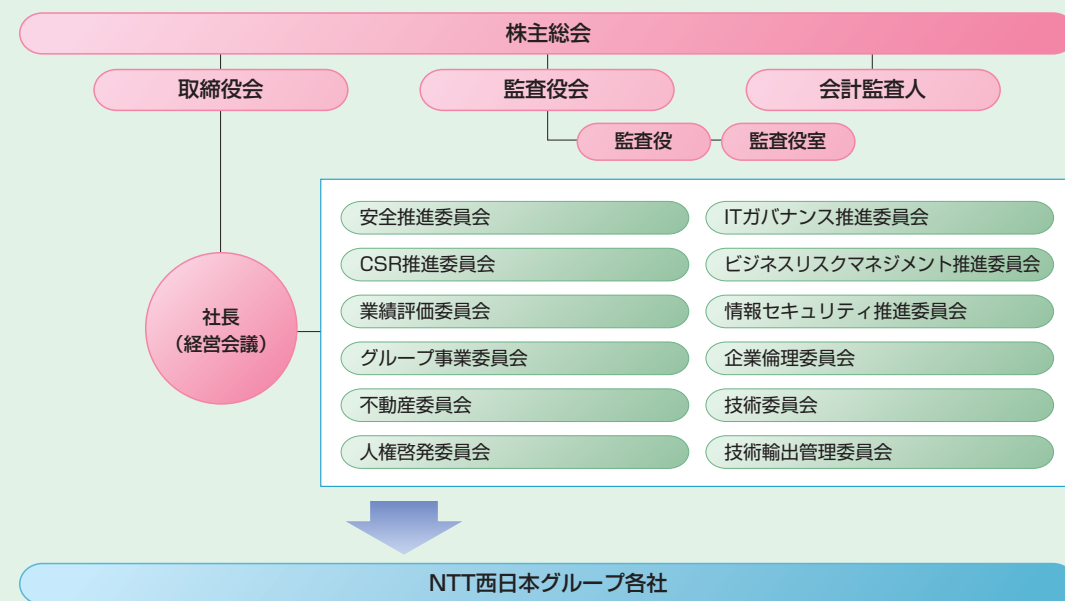 株主総会
取締役会
監査役会
会計監査人
監査役
監査役室
社長
（経営会議）
安全推進委員会
CSR推進委員会
業績評価委員会
グループ事業委員会
不動産委員会
人権啓発委員会
ITガバナンス推進委員会
ビジネスリスクマネジメント推進委員会
情報セキュリティ推進委員会
企業倫理委員会
技術委員会
技術輸出管理委員会
NTT西日本グループ各社